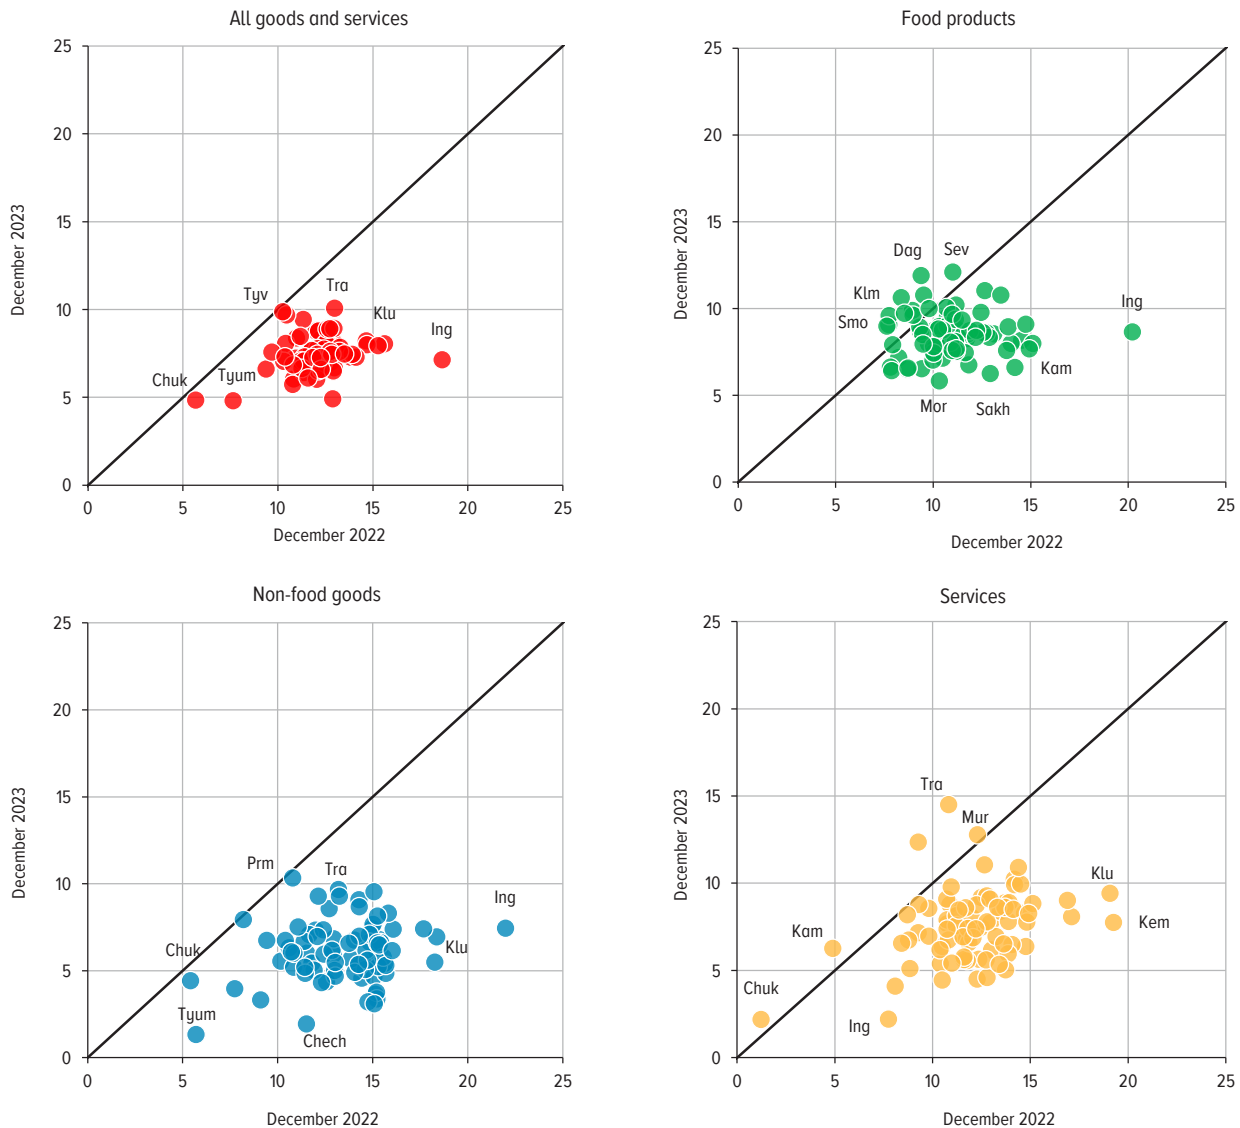 All goods and services
25
20
15
10
5
0
0
5
10
15
20
25
December 2023
December 2022
Tyv
Tra
Klu
Ing
Chuk
Tyum
Food products
25
20
15
10
5
0
0
5
10
15
20
25
December 2023
December 2022
Dag
Sev
Klm
Smo
Ing
Kam
Mor
Sakh
Non-food goods
25
20
15
10
5
0
0
5
10
15
20
25
December 2023
December 2022
Prm
Tra
Ing
Chuk
Klu
Tyum
Chech
Services
25
20
15
10
5
0
0
5
10
15
20
25
December 2023
December 2022
Tra
Mur
Klu
Kam
Kem
Chuk
Ing